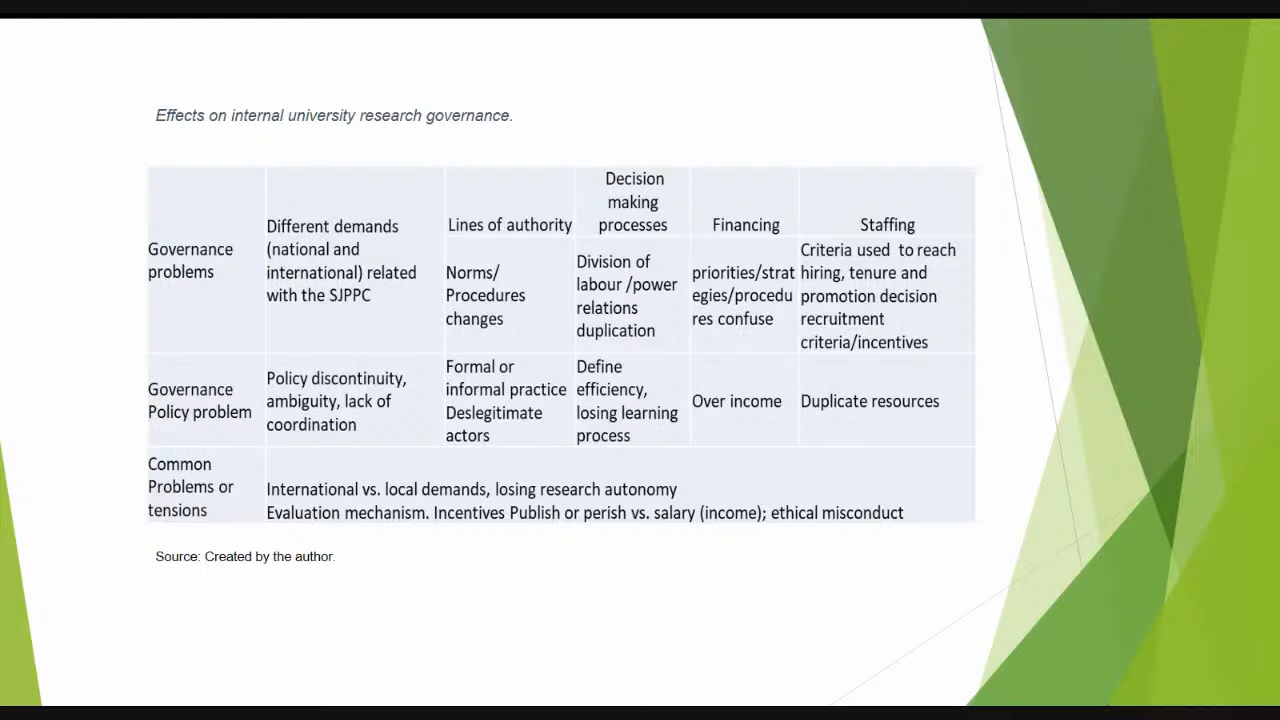 Effects on internal university research governance.
Governance
problems
Different demands
(national and
international) related
with the SJPPC
Lines of authority
Decision
making
processes
Financing
Staffing
Norms/
Procedures
changes
Division of
labour /power
relations
duplication
priorities/strat
egies/procedu
res confuse
Criteria used  to reach
hiring, tenure and
promotion decision
recruitment
criteria/incentives
Governance
Policy problem
Policy discontinuity,
ambiguity, lack of
coordination
Formal or
informal practice
Deslegitimate
actors
Define
efficiency,
losing learning
process
Over income
Duplicate resources
Common
Problems or
tensions
International vs. local demands, losing research autonomy
Evaluation mechanism. Incentives Publish or perish vs. salary (income); ethical misconduct
Source: Created by the author.